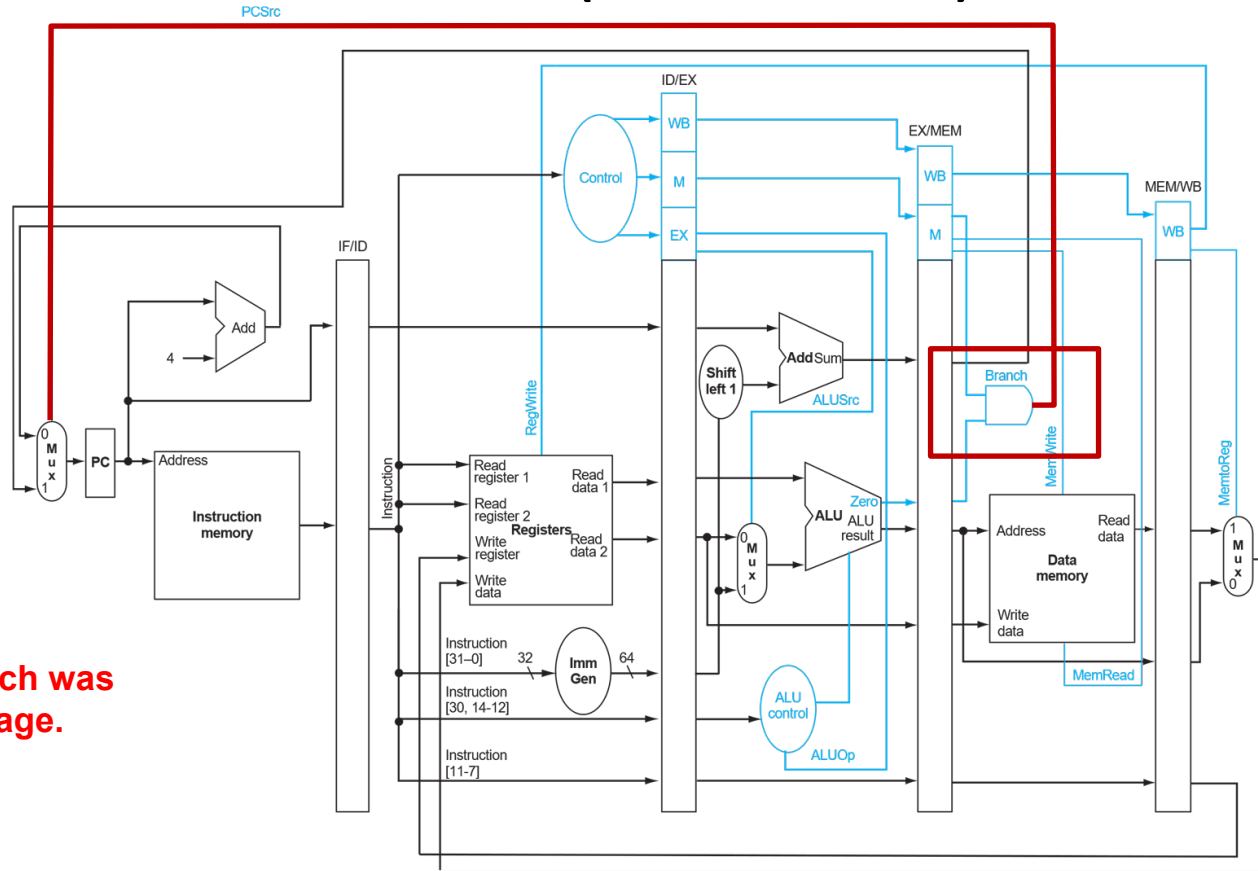 PCSrc
ID/EX
WB
EX/MEM
Control
M
WB
MEM/WB
EX
M
WB
IF/ID
Add
4
Add Sum
Shift
left 1
Branch
ALUSrc
RegWrite
MemWrite
MemtoReg
0
M
u
x
1
PC
Address
Instruction
memory
Instruction
Read
register 1
Read
data 1
Read
register 2
Registers
Read
data 2
Write
register
Write
data
Zero
ALU
ALU
result
0
M
u
x
1
Address
Read
data
Data
memory
Write
data
1
M
u
x
0
MemRead
Instruction
[31–0]
32
Imm
Gen
64
Instruction
[30, 14-12]
ALU
control
ALUOp
Instruction
[11-7]
ch was
age.